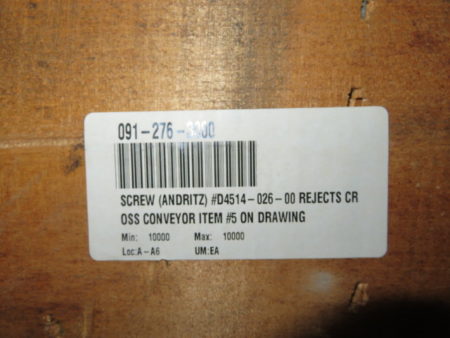 091-276-3000
SCREW (ANDRITZ) #D4514-026-00 REJECTS CR
OSS CONVEYOR ITEM #5 ON DRAWING
Min: 10000 Max: 10000
Loc:A-A6 UM:EA